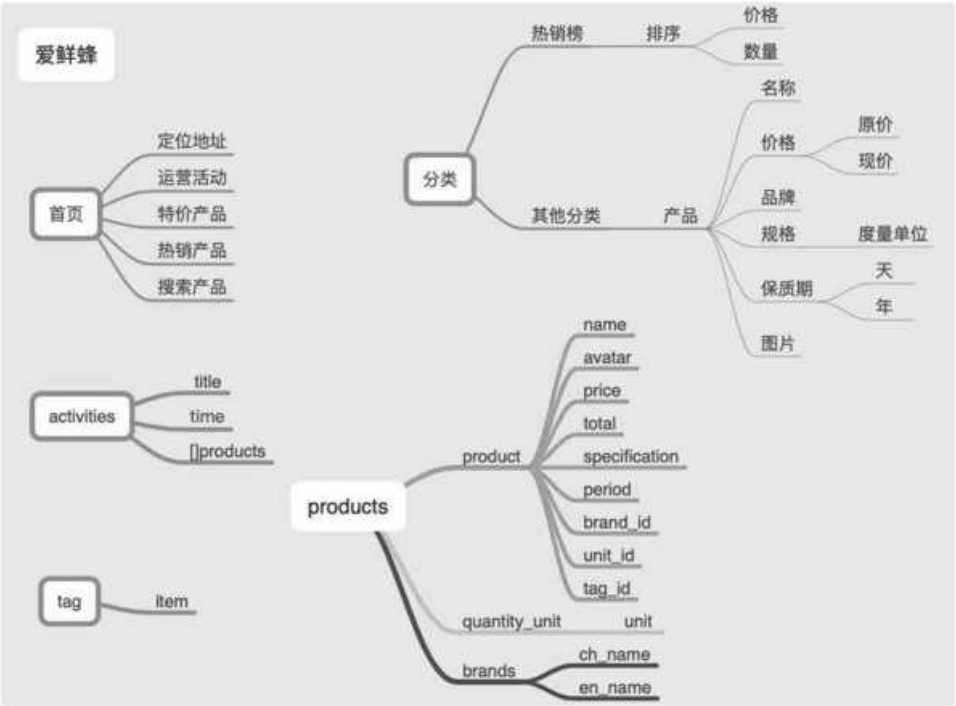 爱鲜蜂
首页
定位地址
运营活动
特价产品
热销产品
搜索产品
分类
热销榜
排序
价格
数量
其他分类
产品
名称
价格
原价
现价
品牌
规格
度量单位
保质期
天
年
图片
activities
title
time
[]products
tag
item
products
product
name
avatar
price
total
specification
period
brand_id
unit_id
tag_id
quantity_unit
unit
brands
ch_name
en_name